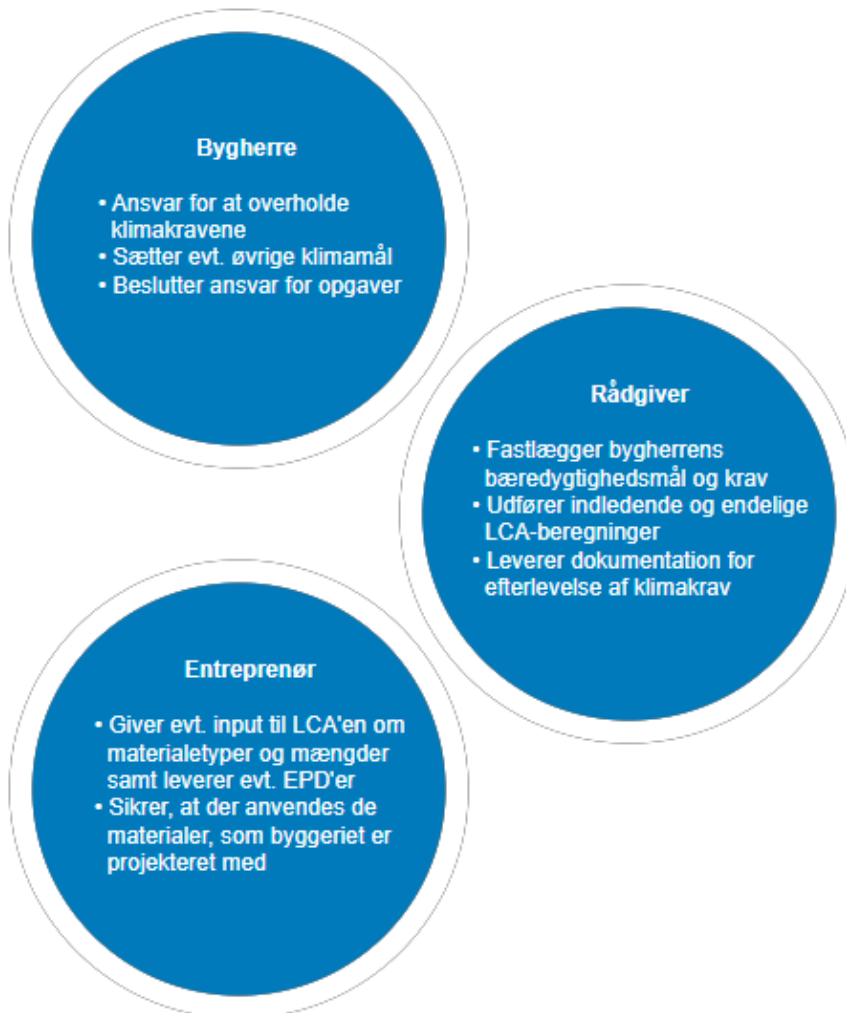 Bygherre
• Ansvar for at overholde
klimakravene
• Sætter evt. øvrige klimamål
• Beslutter ansvar for opgaver
Rådgiver
• Fastlægger bygherrens
bæredygtighedsmål og krav
• Udfører indledende og endelige
LCA-beregninger
• Leverer dokumentation for
efterlevelse af klimakrav
Entreprenør
• Giver evt. input til LCA'en om
materialetyper og mængder
samt leverer evt. EPD'er
• Sikrer, at der anvendes de
materialer, som byggeriet er
projekteret med